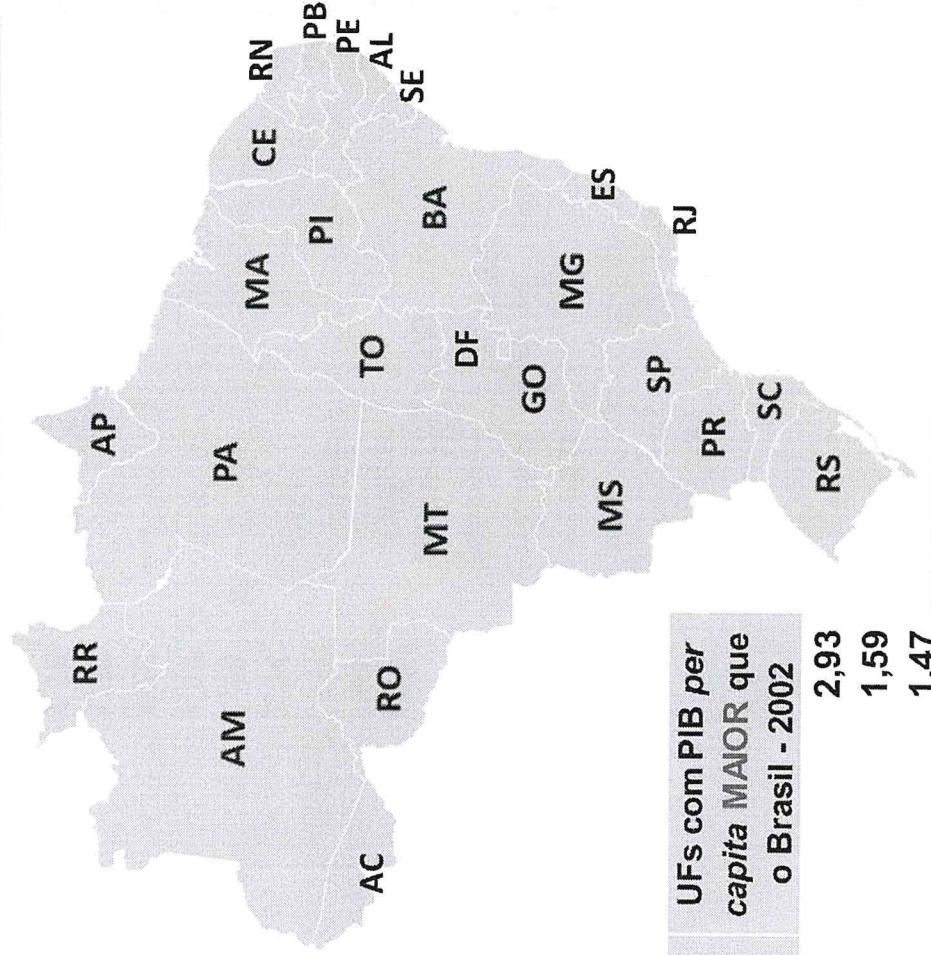 RR
AP
AM
PA
MA
CE
RN
PB
PI
PE
AL
AC
RO
TO
SE
MT
DF
BA
GO
MS
MG
ES
SP
RJ
PR
SC
RS
UFs com PIB per
capita MAIOR que
o Brasil - 2002
2,93
1,59
1,47